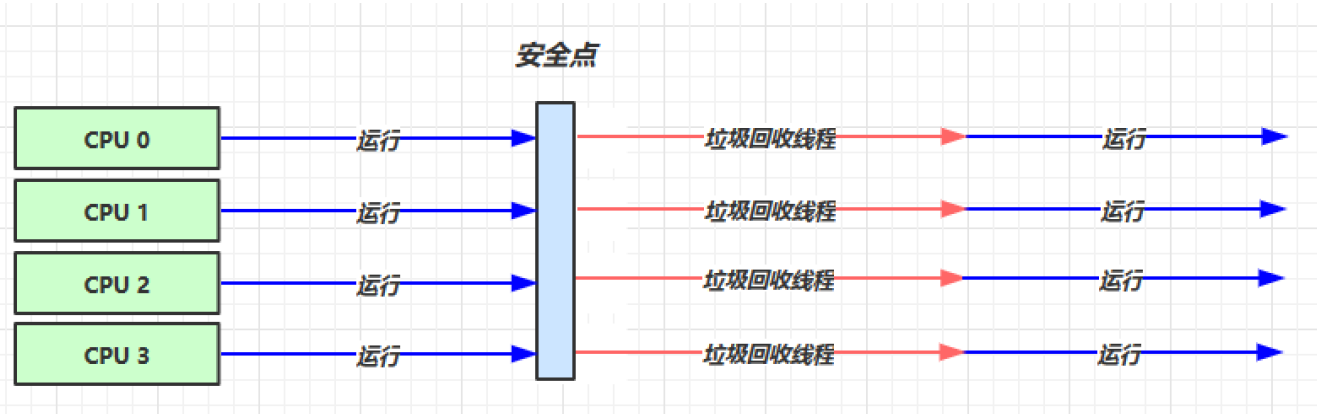 安全点
CPU 0 运行 垃圾回收线程 运行
CPU 1 运行 垃圾回收线程 运行
CPU 2 运行 垃圾回收线程 运行
CPU 3 运行 垃圾回收线程 运行